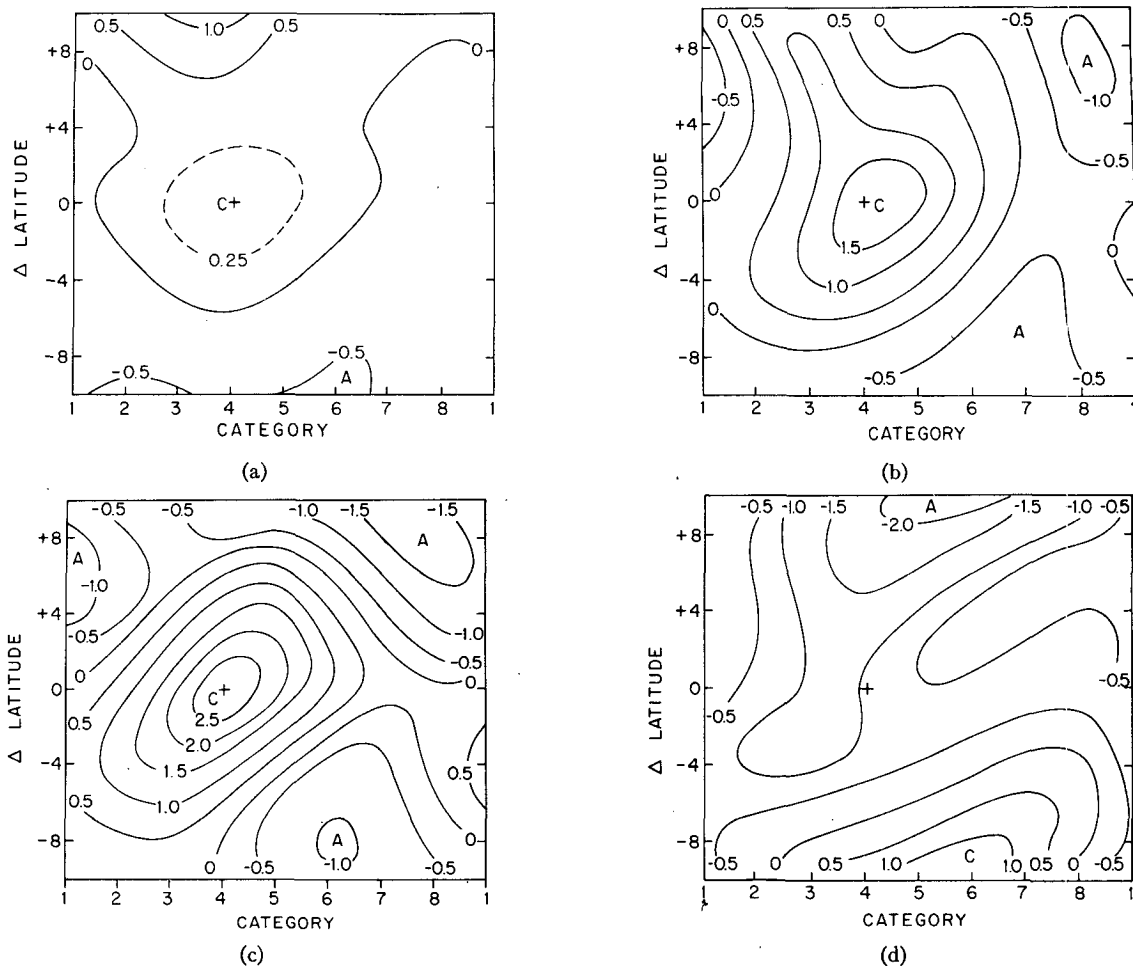 0.5 1.0 0.5
+8
0 0
+4
Δ LATITUDE
0 C+
0.25
-4
-8 -0.5
-0.5 A
1 2 3 4 5 6 7 8 1
CATEGORY
(a)
0 0.5 0.5 0 -0.5
+8 A
-0.5 -1.0
+4
-0.5
Δ LATITUDE
0 0 + C
1.5 0
-4 1.0
0
-8 A
-0.5 -0.5
1 2 3 4 5 6 7 8 1
CATEGORY
(b)
-0.5 -0.5 -1.0 -1.5
+8 A A
-1.0
+4
-0.5 -1.0
-0.5
Δ LATITUDE
0 0 C + 0
0.5 2.5
2.0
-4 1.5 0.5
0.5 1.0
-8 A 0
0 -0.5 -1.0 -0.5
1 2 3 4 5 6 7 8 1
CATEGORY
(c)
-0.5 -1.0 -1.5 A -1.5 -1.0 -0.5
+8 -2.0
+4
Δ LATITUDE
0 + -0.5
-0.5
-4
-8 C
-0.5 0 0.5 1.0 1.0 0.5 0 -0.5
1 2 3 4 5 6 7 8 1
CATEGORY
(d)